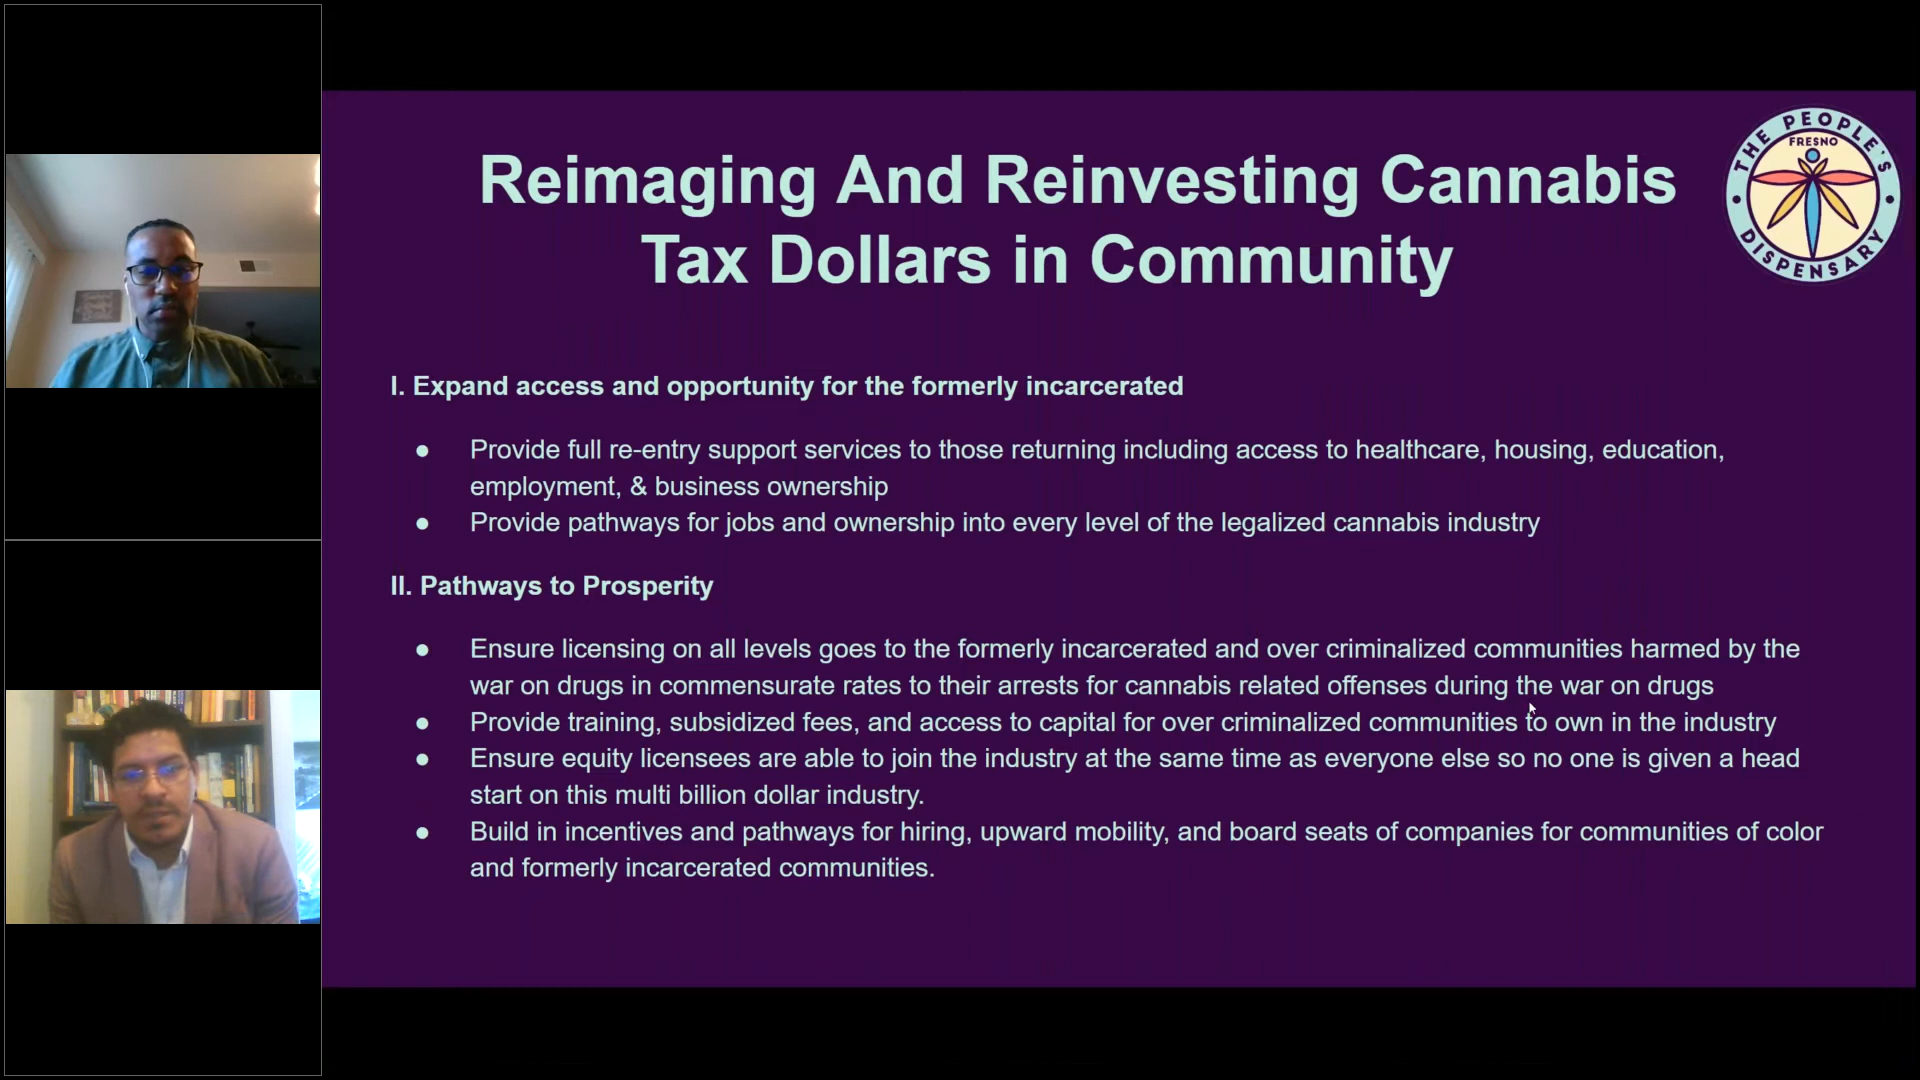 Reimaging And Reinvesting Cannabis
Tax Dollars in Community
THE PEOPLE'S
FRESNO
DISPENSARY
I. Expand access and opportunity for the formerly incarcerated
● Provide full re-entry support services to those returning including access to healthcare, housing, education,
employment, & business ownership
● Provide pathways for jobs and ownership into every level of the legalized cannabis industry
II. Pathways to Prosperity
● Ensure licensing on all levels goes to the formerly incarcerated and over criminalized communities harmed by the
war on drugs in commensurate rates to their arrests for cannabis related offenses during the war on drugs
● Provide training, subsidized fees, and access to capital for over criminalized communities to own in the industry
● Ensure equity licensees are able to join the industry at the same time as everyone else so no one is given a head
start on this multi billion dollar industry.
● Build in incentives and pathways for hiring, upward mobility, and board seats of companies for communities of color
and formerly incarcerated communities.